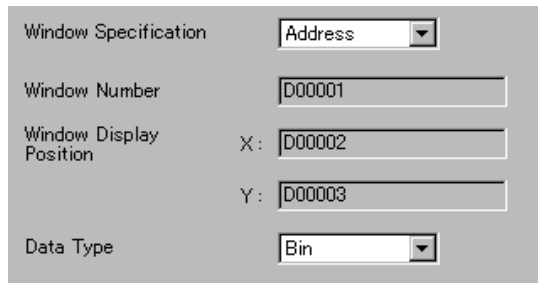 Window Specification Address
Window Number D00001
Window Display
Position X: D00002
Y: D00003
Data Type Bin